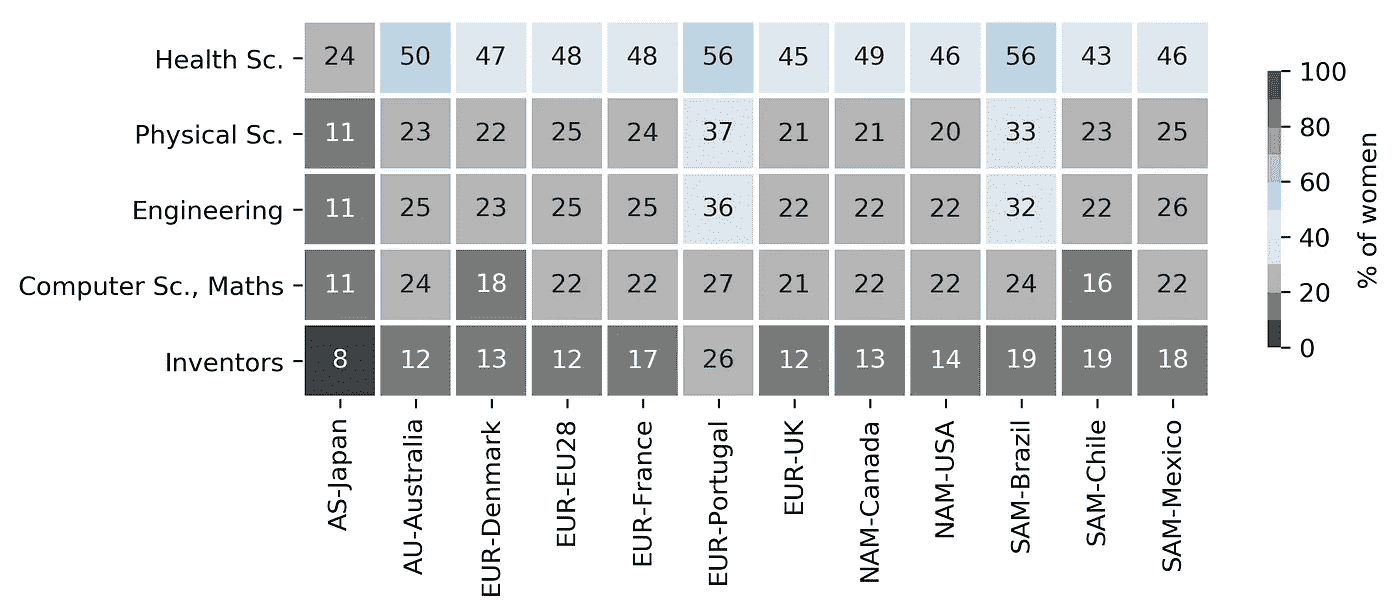 Health Sc. 24 50 47 48 48 56 45 49 46 56 43 46
Physical Sc. 11 23 22 25 24 37 21 21 20 33 23 25
Engineering 11 25 23 25 25 36 22 22 22 32 22 26
Computer Sc., Maths 11 24 18 22 22 27 21 22 22 24 16 22
Inventors 8 12 13 12 17 26 12 13 14 19 19 18
AS-Japan
AU-Australia
EUR-Denmark
EUR-EU28
EUR-France
EUR-Portugal
EUR-UK
NAM-Canada
NAM-USA
SAM-Brazil
SAM-Chile
SAM-Mexico
100
80
60
40
20
0
% of women